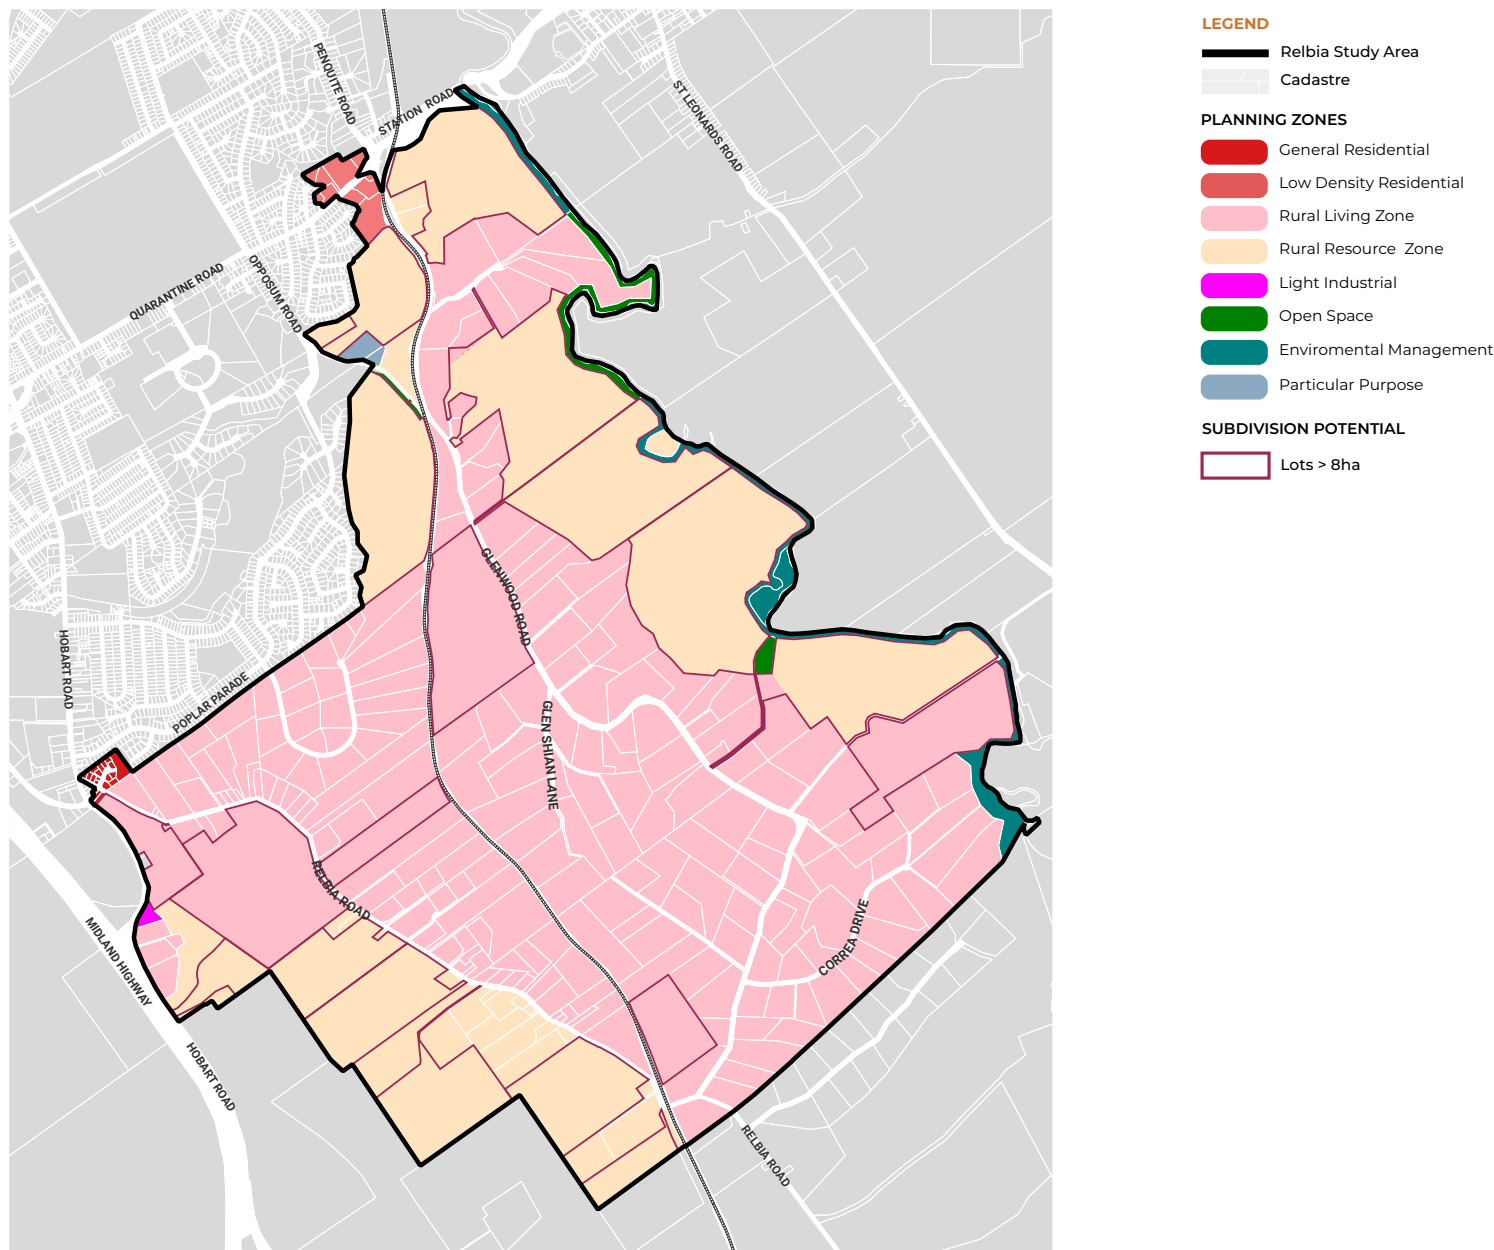 PENQUITE ROAD
STATION ROAD
ST LEONARDS ROAD
QUARANTINE ROAD
OPPOSUM ROAD
GLENWOOD ROAD
HOBART ROAD
POPLAR PARADE
GLEN SHIAN LANE
RELBIA ROAD
CORREA DRIVE
MIDLAND HIGHWAY
HOBART ROAD
RELBIA ROAD
LEGEND
Relbia Study Area
Cadastre
PLANNING ZONES
General Residential
Low Density Residential
Rural Living Zone
Rural Resource  Zone
Light Industrial
Open Space
Enviromental Management
Particular Purpose
SUBDIVISION POTENTIAL
Lots > 8ha